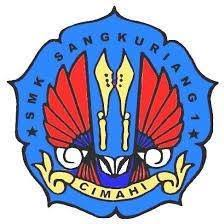 ★ SMK SANGKURIANG 1 ★
CIMAHI